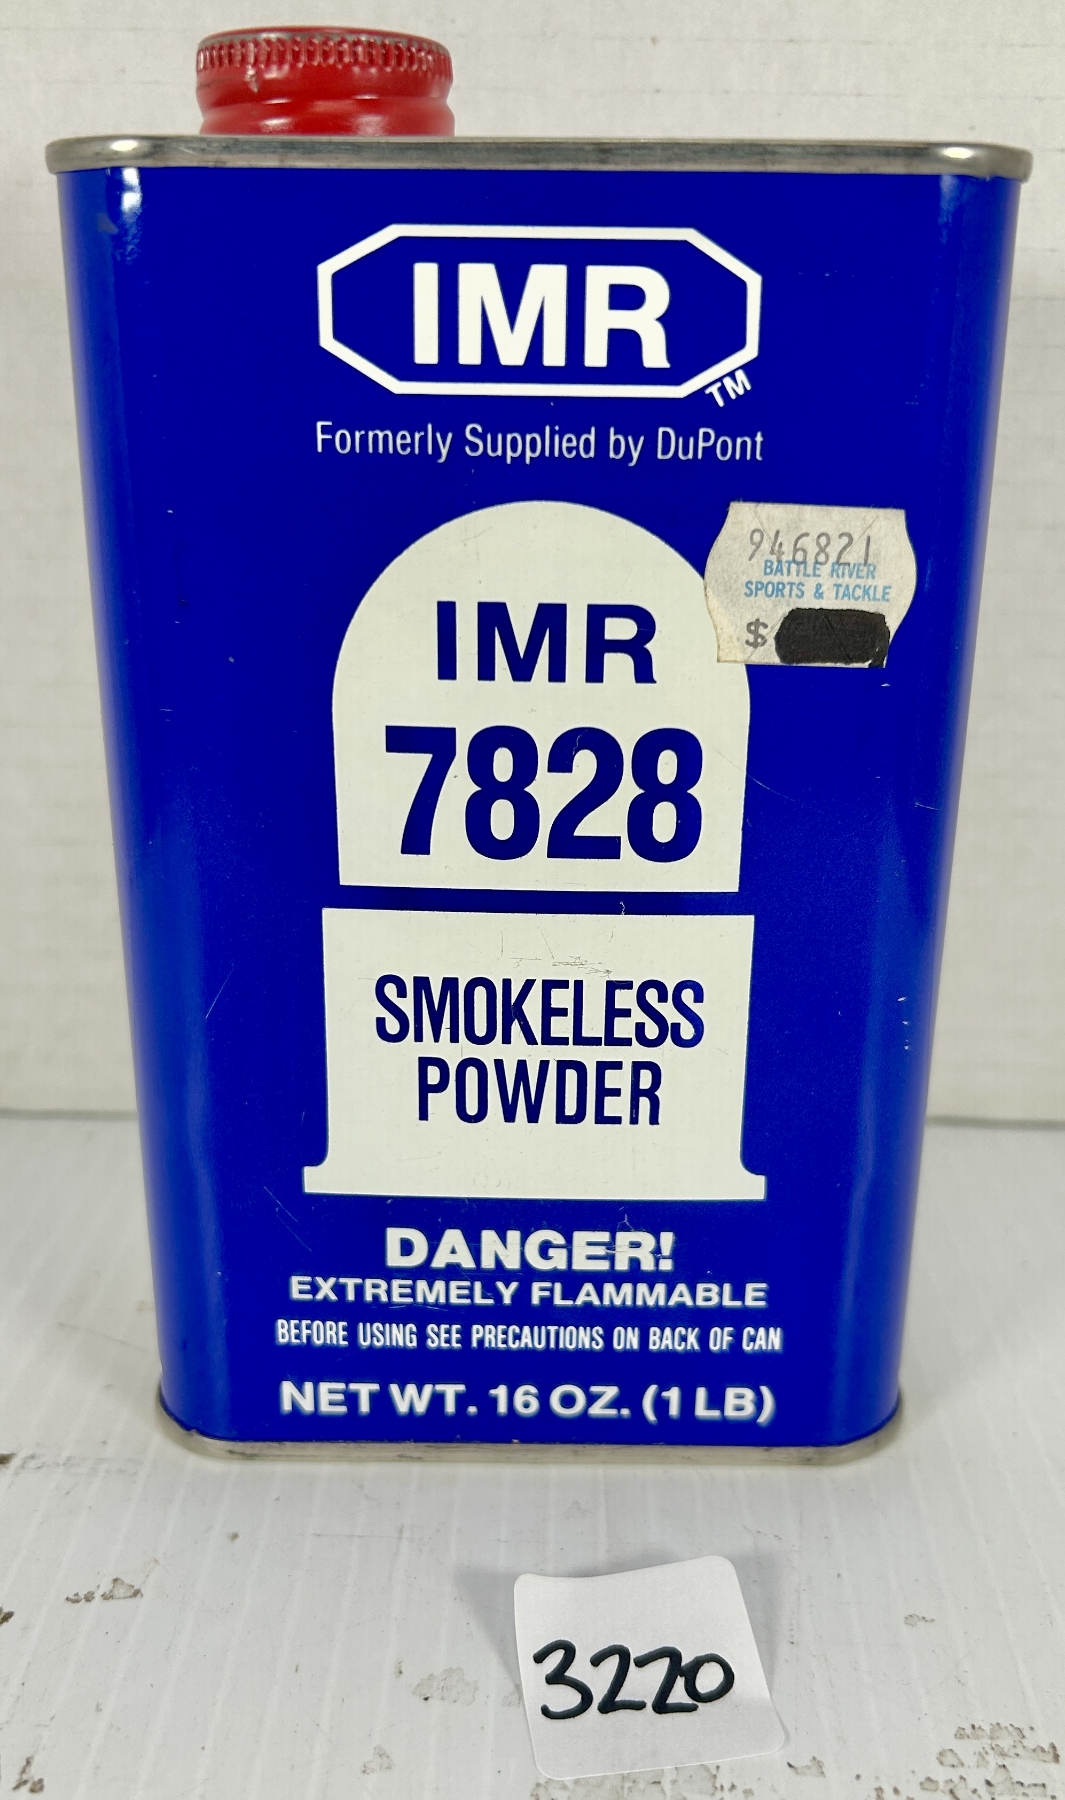 IMR
TM
Formerly Supplied by DuPont
946821
BATTLE RIVER
SPORTS & TACKLE
$
IMR
7828
SMOKELESS
POWDER
DANGER!
EXTREMELY FLAMMABLE
BEFORE USING SEE PRECAUTIONS ON BACK OF CAN
NET WT. 16 OZ. (1 LB)
3220